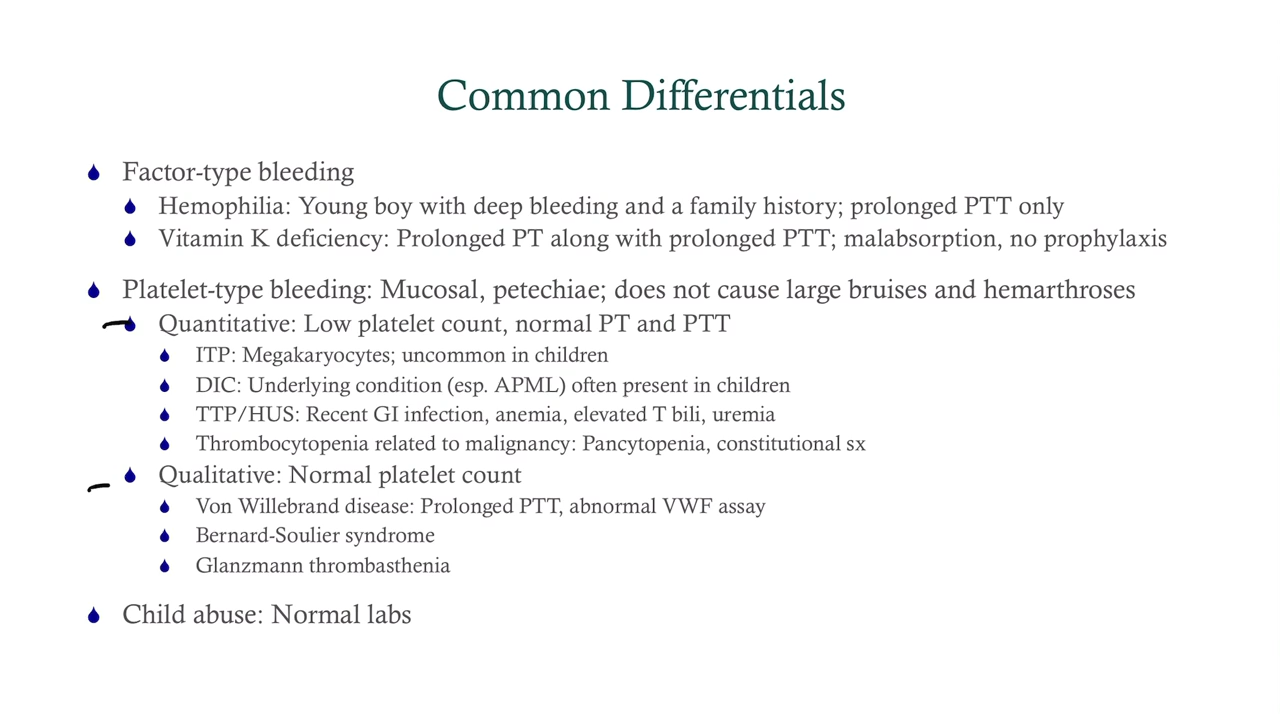 Common Differentials
Factor-type bleeding
Hemophilia: Young boy with deep bleeding and a family history; prolonged PTT only
Vitamin K deficiency: Prolonged PT along with prolonged PTT; malabsorption, no prophylaxis
Platelet-type bleeding: Mucosal, petechiae; does not cause large bruises and hemarthroses
Quantitative: Low platelet count, normal PT and PTT
ITP: Megakaryocytes; uncommon in children
DIC: Underlying condition (esp. APML) often present in children
TTP/HUS: Recent GI infection, anemia, elevated T bili, uremia
Thrombocytopenia related to malignancy: Pancytopenia, constitutional sx
Qualitative: Normal platelet count
Von Willebrand disease: Prolonged PTT, abnormal VWF assay
Bernard-Soulier syndrome
Glanzmann thrombasthenia
Child abuse: Normal labs